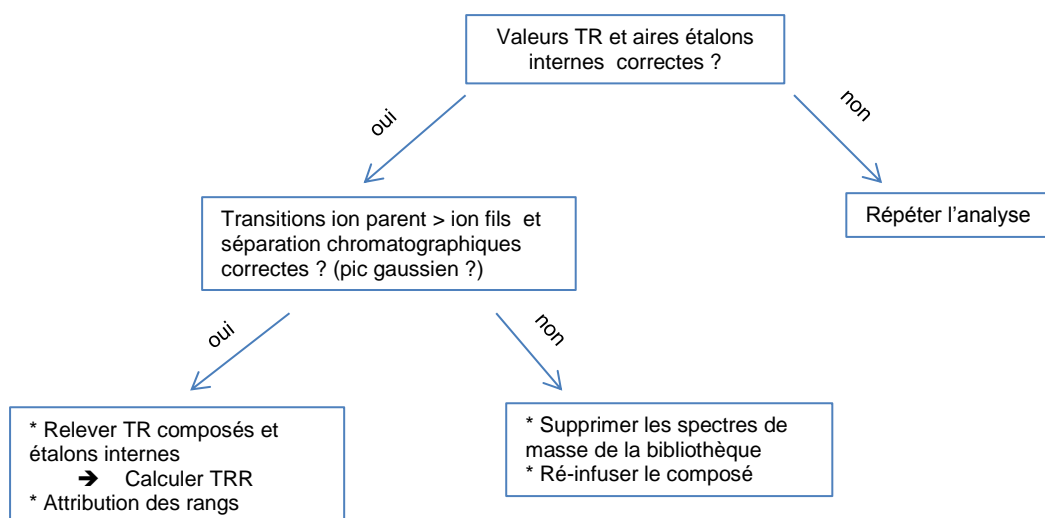 Valeurs TR et aires étalons
internes correctes ?
oui
non
Transitions ion parent > ion fils et
séparation chromatographiques
correctes ? (pic gaussien ?)
Répéter l'analyse
oui
non
* Relever TR composés et
étalons internes
➔ Calculer TRR
* Attribution des rangs
* Supprimer les spectres de
masse de la bibliothèque
* Ré-infuser le composé